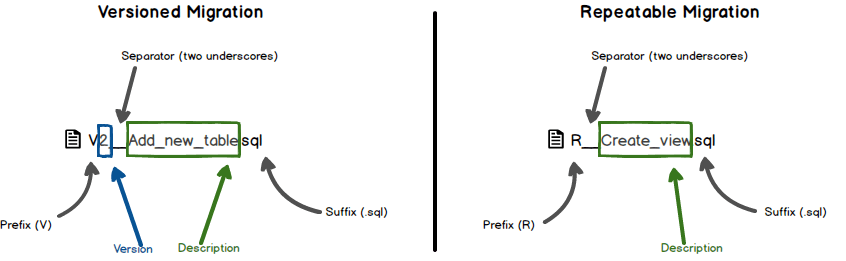 Versioned Migration
Separator (two underscores)
V2__Add_new_table.sql
Prefix (V)
Suffix (.sql)
Version
Description
Repeatable Migration
Separator (two underscores)
R__Create_view.sql
Prefix (R)
Suffix (.sql)
Description